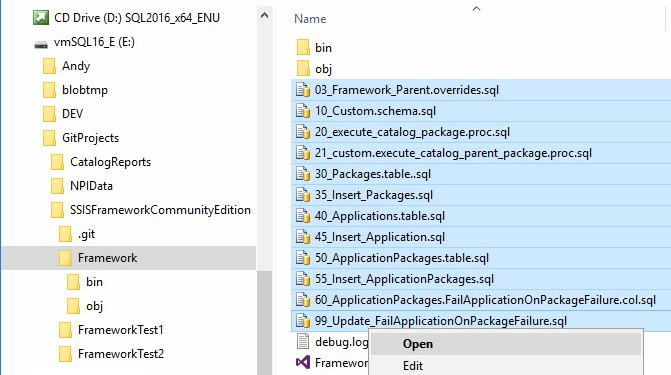 CD Drive (D:) SQL2016_x64_ENU
vmSQL16_E (E:)
Andy
blobtmp
DEV
GitProjects
CatalogReports
NPIData
SSISFrameworkCommunityEdition
.git
Framework
bin
obj
FrameworkTest1
FrameworkTest2
Name
bin
obj
03_Framework_Parent.overrides.sql
10_Custom.schema.sql
20_execute_catalog_package.proc.sql
21_custom.execute_catalog_parent_package.proc.sql
30_Packages.table..sql
35_Insert_Packages.sql
40_Applications.table.sql
45_Insert_Application.sql
50_ApplicationPackages.table.sql
55_Insert_ApplicationPackages.sql
60_ApplicationPackages.FailApplicationOnPackageFailure.col.sql
99_Update_FailApplicationOnPackageFailure.sql
debug.log
Framewor
Open
Edit